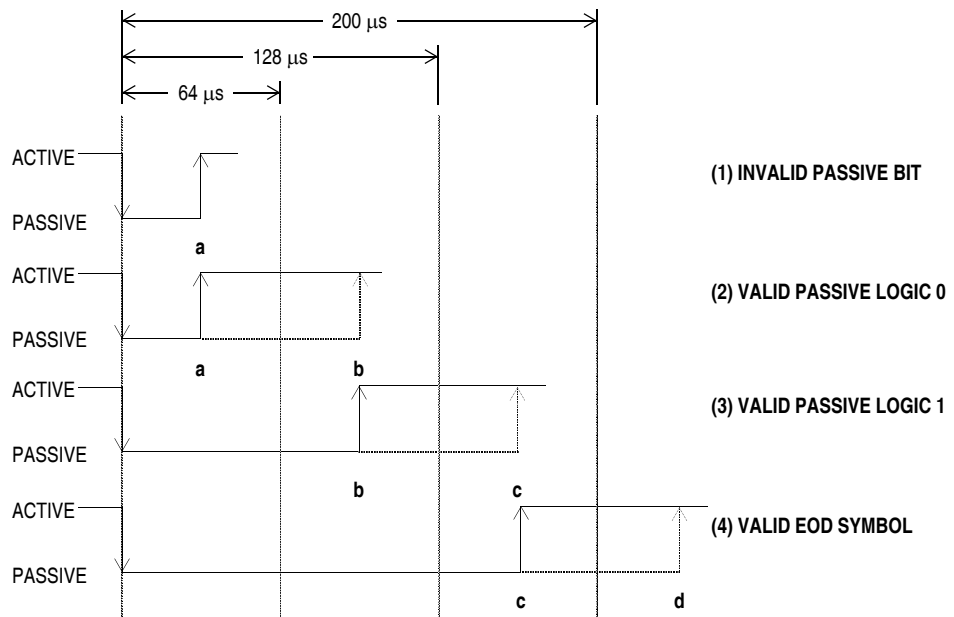 200 μs
128 μs
64 μs
ACTIVE
(1) INVALID PASSIVE BIT
PASSIVE
a
ACTIVE
(2) VALID PASSIVE LOGIC 0
PASSIVE
a b
ACTIVE
(3) VALID PASSIVE LOGIC 1
PASSIVE
b c
ACTIVE
(4) VALID EOD SYMBOL
PASSIVE
c d